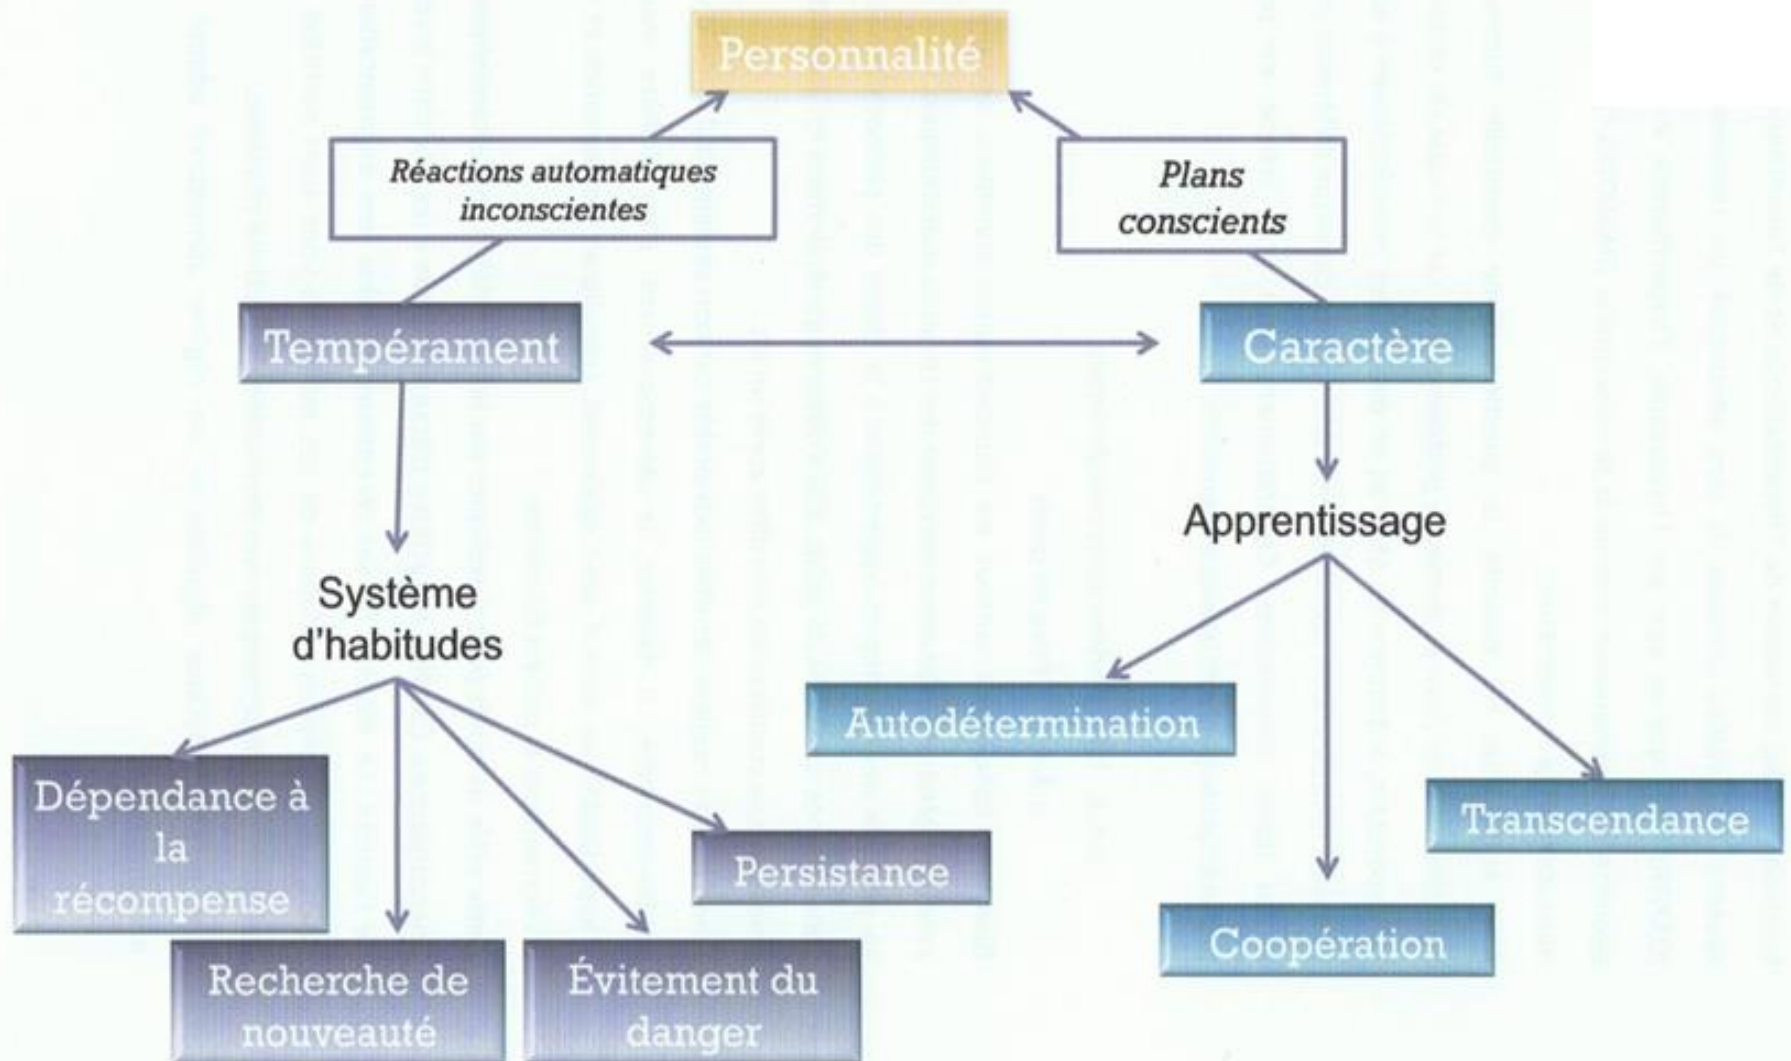 Personnalité
Réactions automatiques
inconscientes
Plans
conscients
Tempérament
Caractère
Apprentissage
Système
d'habitudes
Autodétermination
Dépendance à
la
récompense
Transcendance
Persistance
Coopération
Recherche de
nouveauté
Évitement du
danger